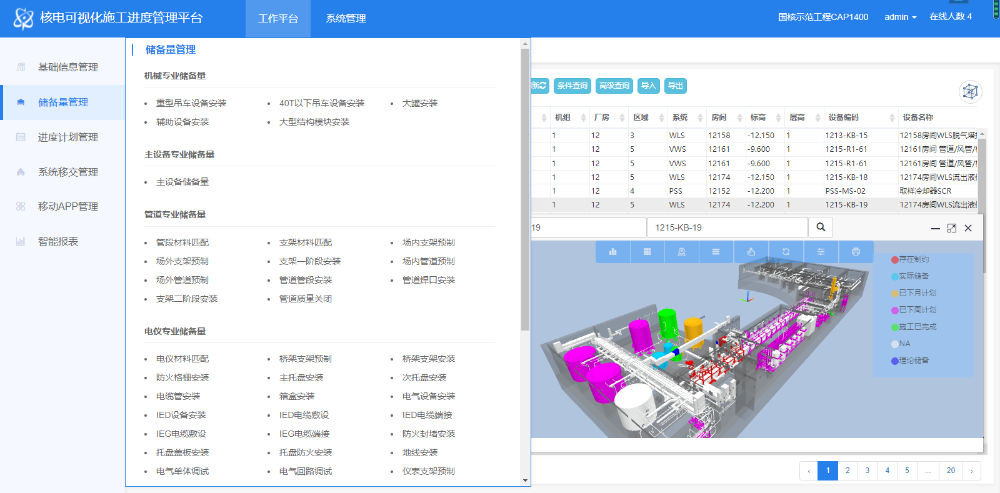 核电可视化施工进度管理平台
工作平台
系统管理
国核示范工程CAP1400
admin
在线人数 4
基础信息管理
储备量管理
进度计划管理
系统移交管理
移动APP管理
智能报表
储备量管理
机械专业储备量
• 重型吊车设备安装 • 40T以下吊车设备安装 • 大罐安装
• 辅助设备安装 • 大型结构模块安装
主设备专业储备量
• 主设备储备量
管道专业储备量
• 管段材料匹配 • 支架材料匹配 • 场内支架预制
• 场外支架预制 • 支架一阶段安装 • 场内管道预制
• 场外管道预制 • 管道管段安装 • 管道焊口安装
• 支架二阶段安装 • 管道质量关闭
电仪专业储备量
• 电仪材料匹配 • 桥架支架预制 • 桥架支架安装
• 防火格栅安装 • 主托盘安装 • 次托盘安装
• 电缆管安装 • 箱盒安装 • 电气设备安装
• IED设备安装 • IED电缆敷设 • IED电缆端接
• IEG电缆敷设 • IEG电缆端接 • 防火封堵安装
• 托盘盖板安装 • 托盘防火安装 • 地线安装
• 电气单体调试 • 电气回路调试 • 仪表支架预制
新 条件查询 高级查询 导入 导出
机组 厂房 区域 系统 房间 标高 层高 设备编码 设备名称
1 12 3 WLS 12158 -12.150 1 1213-KB-15 12158房间WLS脱气塔
1 12 5 VWS 12161 -9.600 1 1215-R1-61 12161房间 管道/风管/
1 12 5 VWS 12161 -9.600 1 1215-R1-61 12161房间 管道/风管/
1 12 5 WLS 12174 -12.150 1 1215-KB-18 12174房间WLS流出液
1 12 4 PSS 12152 -12.200 1 PSS-MS-02 取样冷却器SCR
1 12 5 WLS 12174 -12.200 1 1215-KB-19 12174房间WLS流出液
19 1215-KB-19
存在制约
实际储备
已下月计划
已下周计划
施工已完成
NA
理论储备
‹ 1 2 3 4 5 ... 20 ›